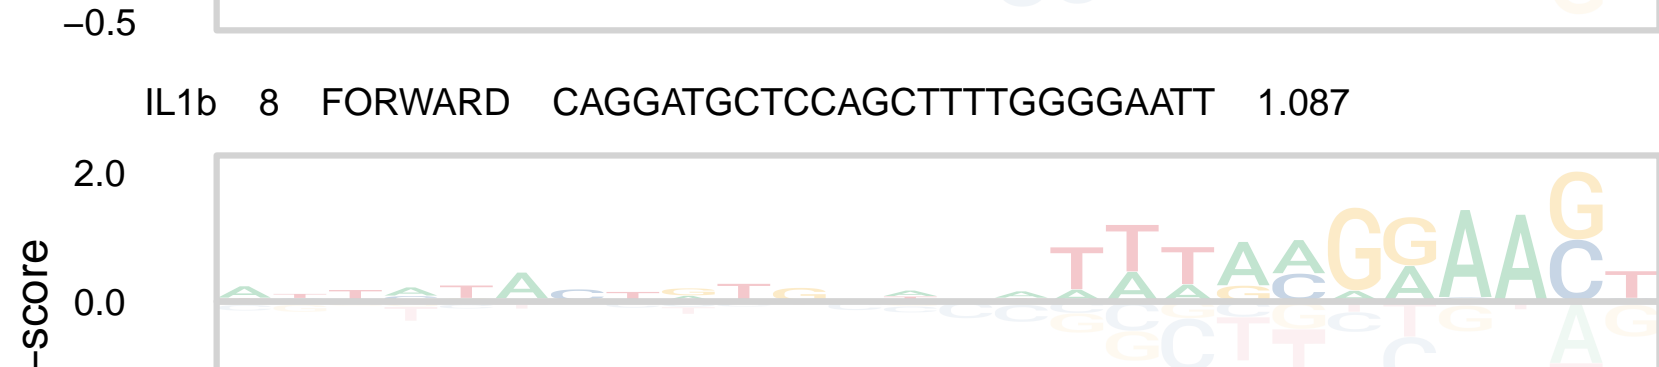 –0.5
IL1b 8 FORWARD CAGGATGCTCCAGCTTTTGGGGAATT 1.087
2.0
0.0
–score